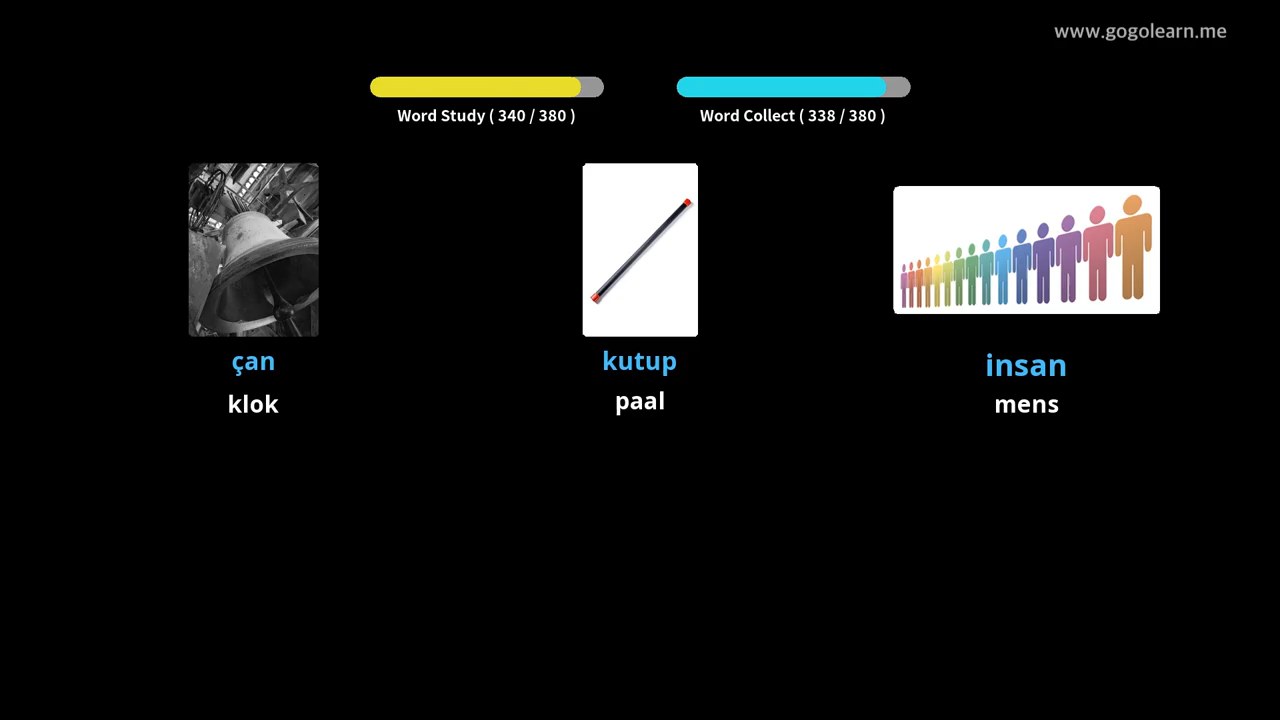 www.gogolearn.me
Word Study ( 340 / 380 )
Word Collect ( 338 / 380 )
çan
klok
kutup
paal
insan
mens